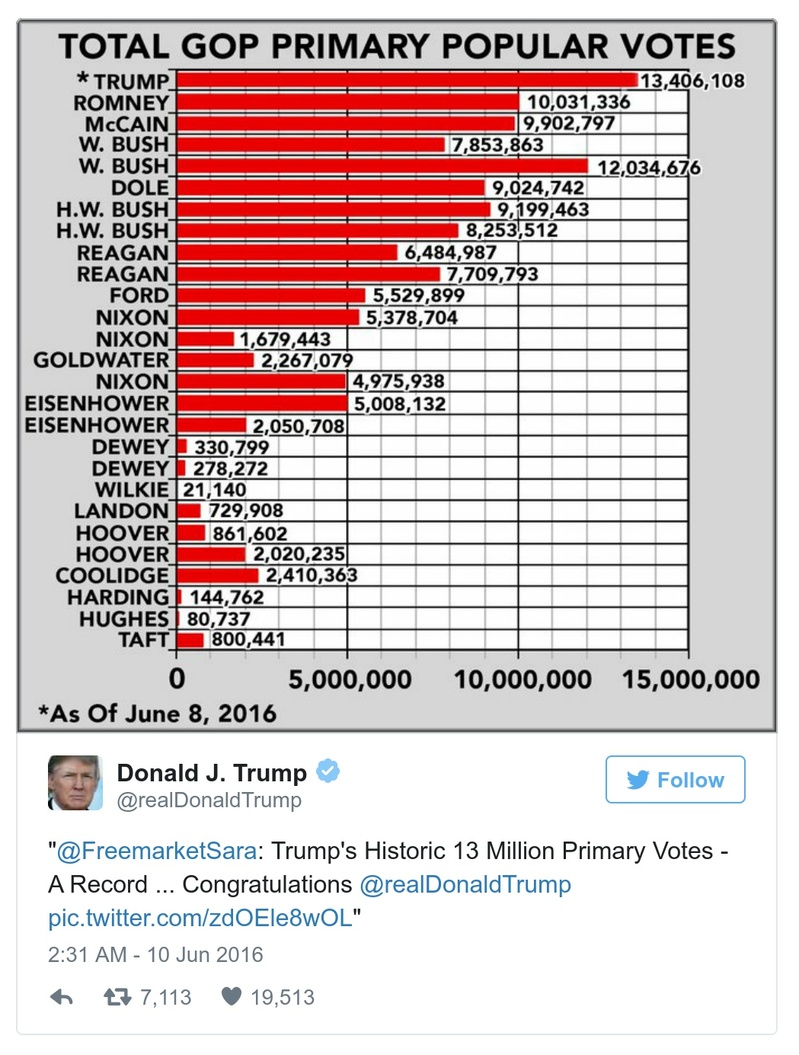 TOTAL GOP PRIMARY POPULAR VOTES
* TRUMP 13,406,108
ROMNEY 10,031,336
McCAIN 9,902,797
W. BUSH 7,853,863
W. BUSH 12,034,676
DOLE 9,024,742
H.W. BUSH 9,199,463
H.W. BUSH 8,253,512
REAGAN 6,484,987
REAGAN 7,709,793
FORD 5,529,899
NIXON 5,378,704
NIXON 1,679,443
GOLDWATER 2,267,079
NIXON 4,975,938
EISENHOWER 5,008,132
EISENHOWER 2,050,708
DEWEY 330,799
DEWEY 278,272
WILKIE 21,140
LANDON 729,908
HOOVER 861,602
HOOVER 2,020,235
COOLIDGE 2,410,363
HARDING 144,762
HUGHES 80,737
TAFT 800,441
0 5,000,000 10,000,000 15,000,000
*As Of June 8, 2016
Donald J. Trump
@realDonaldTrump
Follow
"@FreemarketSara: Trump's Historic 13 Million Primary Votes -
A Record ... Congratulations @realDonaldTrump
pic.twitter.com/zdOEle8wOL"
2:31 AM - 10 Jun 2016
7,113 19,513